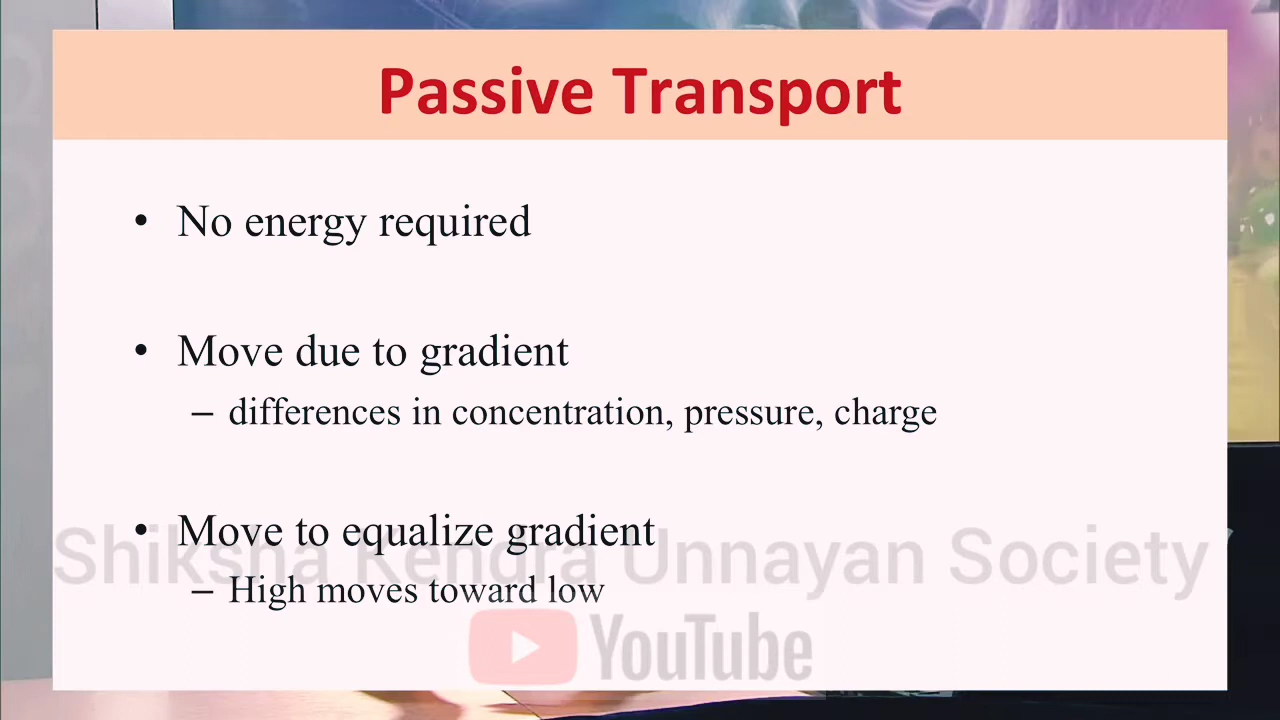 Passive Transport
• No energy required
• Move due to gradient
– differences in concentration, pressure, charge
• Move to equalize gradient
Shiksha Kendra Unnayan Society
– High moves toward low
YouTube